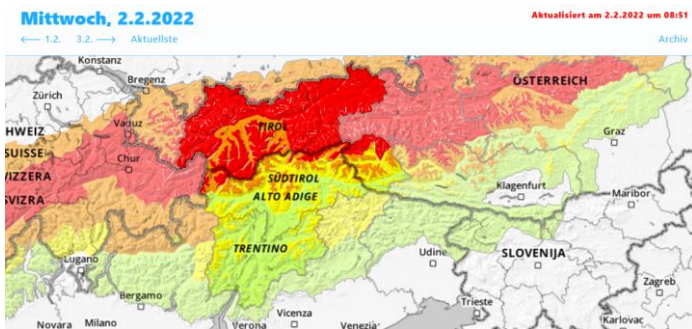 Mittwoch, 2.2.2022
Aktualisiert am 2.2.2022 um 08:51
⟵ 1.2. 3.2. ⟶ Aktuellste
Archiv
Konstanz
Bregenz
Zürich
ÖSTERREICH
HWEIZ
Vaduz
TIROL
Graz
SUISSE
Chur
VIZZERA
SVIZRA
SÜDTIROL
ALTO ADIGE
Klagenfurt
Maribor
TRENTINO
Lugano
Udine
SLOVENIJA
Zagreb
Bergamo
Trieste
Vicenza
Novara
Milano
Verona
Venezia
Karlovac